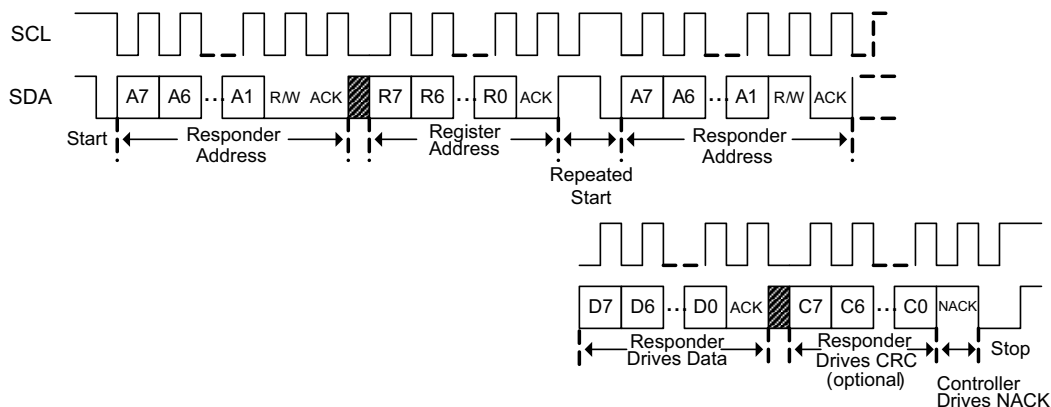 SCL
SDA
A7 A6 ... A1 R/W ACK R7 R6 ... R0 ACK A7 A6 ... A1 R/W ACK
Start
Responder
Address
Register
Address
Repeated
Start
Responder
Address
D7 D6 ... D0 ACK C7 C6 ... C0 NACK
Responder
Drives Data
Responder
Drives CRC
(optional)
Stop
Controller
Drives NACK